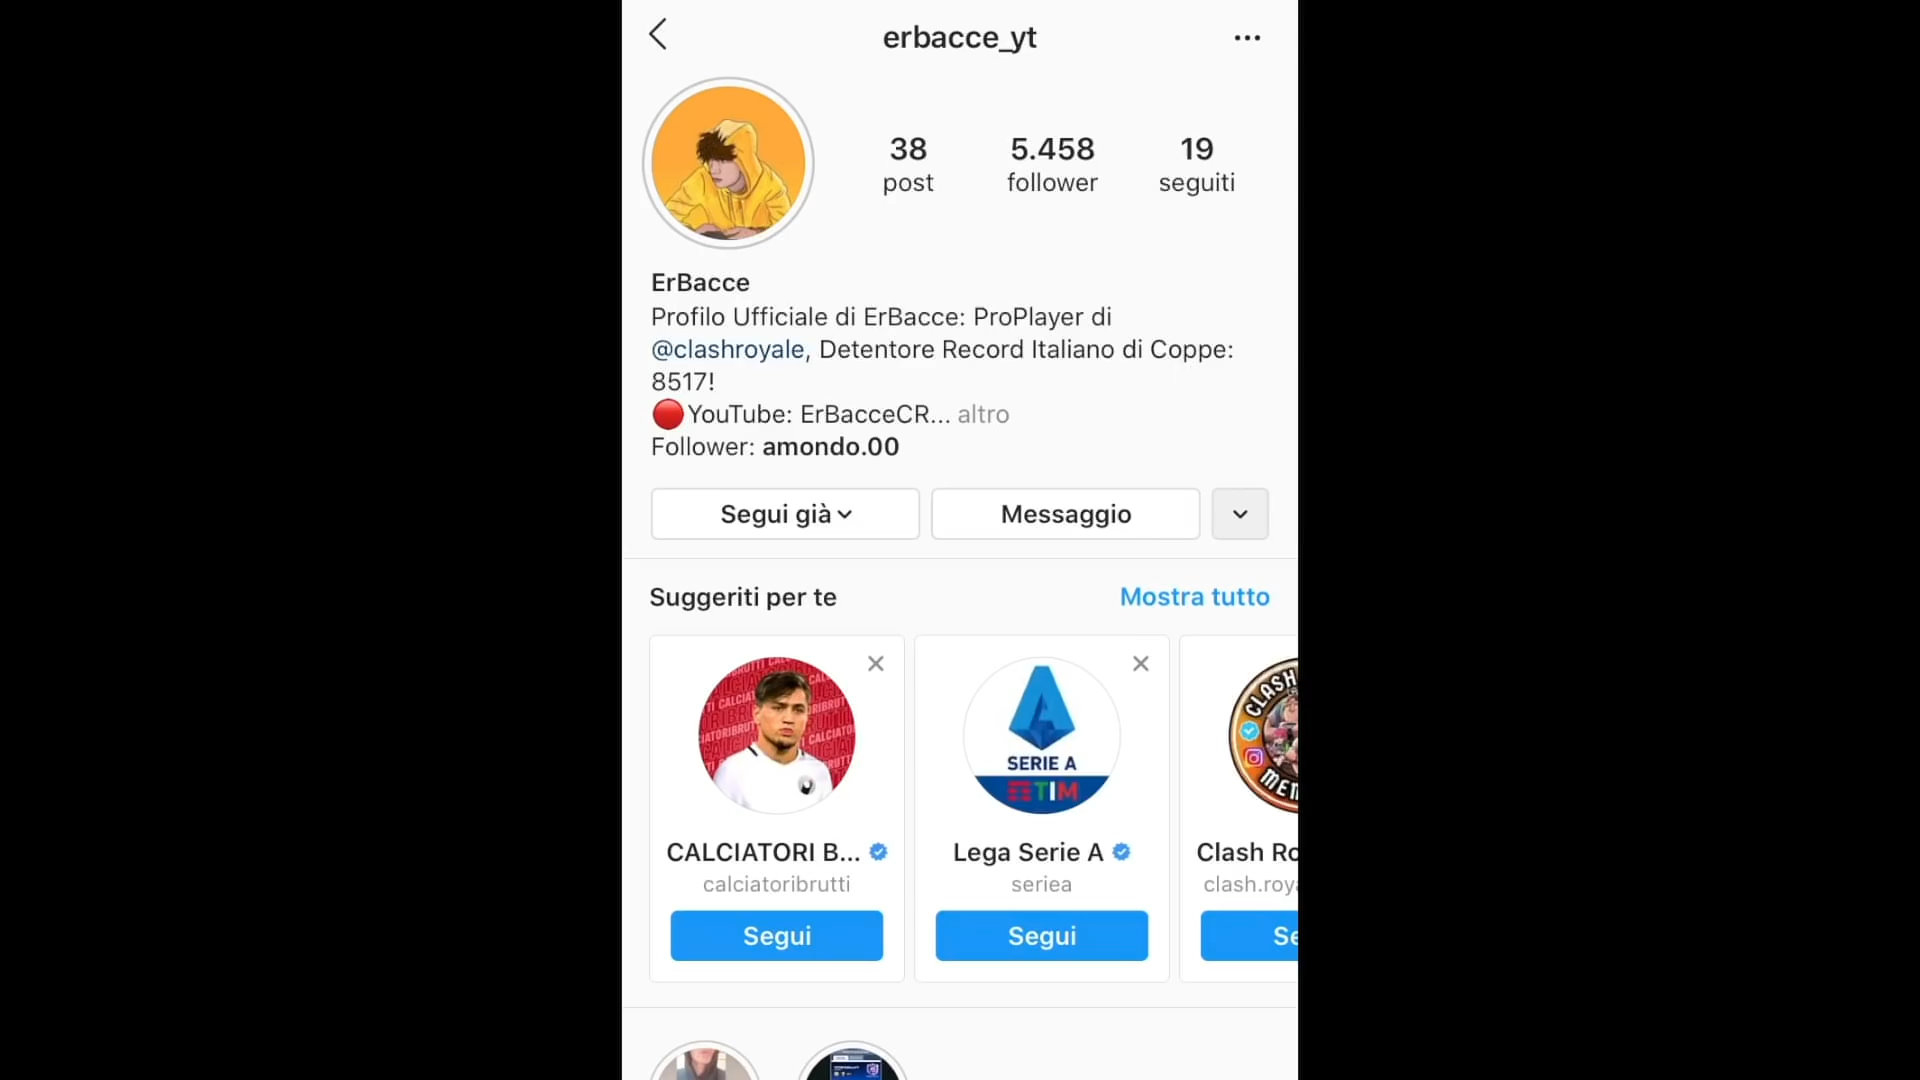 erbacce_yt
38
post
5.458
follower
19
seguiti
ErBacce
Profilo Ufficiale di ErBacce: ProPlayer di
@clashroyale, Detentore Record Italiano di Coppe:
8517!
🔴YouTube: ErBacceCR... altro
Follower: amondo.00
Segui già
Messaggio
Suggeriti per te
Mostra tutto
SERIE A
TIM
CLASH
CALCIATORI B...
calciatoribrutti
Segui
Lega Serie A
seriea
Segui
Clash Ro
clash.roy
Se